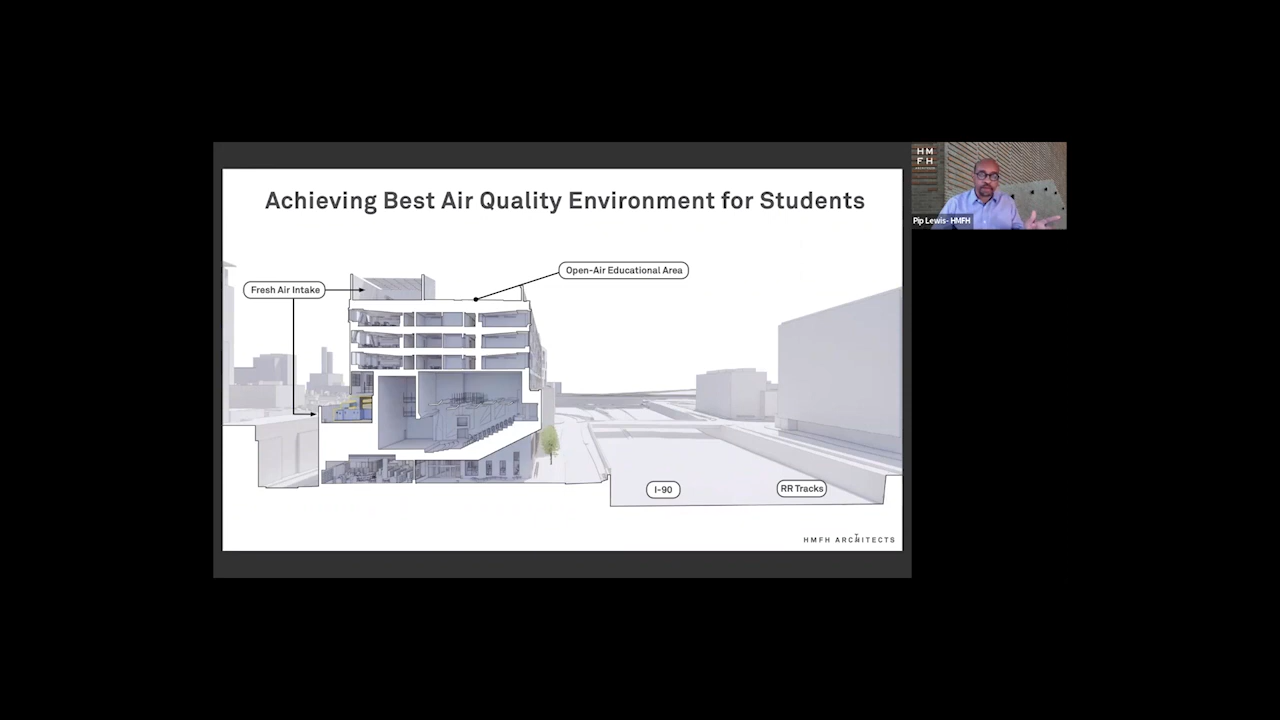 Achieving Best Air Quality Environment for Students
Open-Air Educational Area
Fresh Air Intake
I-90
RR Tracks
HMFH ARCHITECTS
HM
FH
Pip Lewis- HMFH